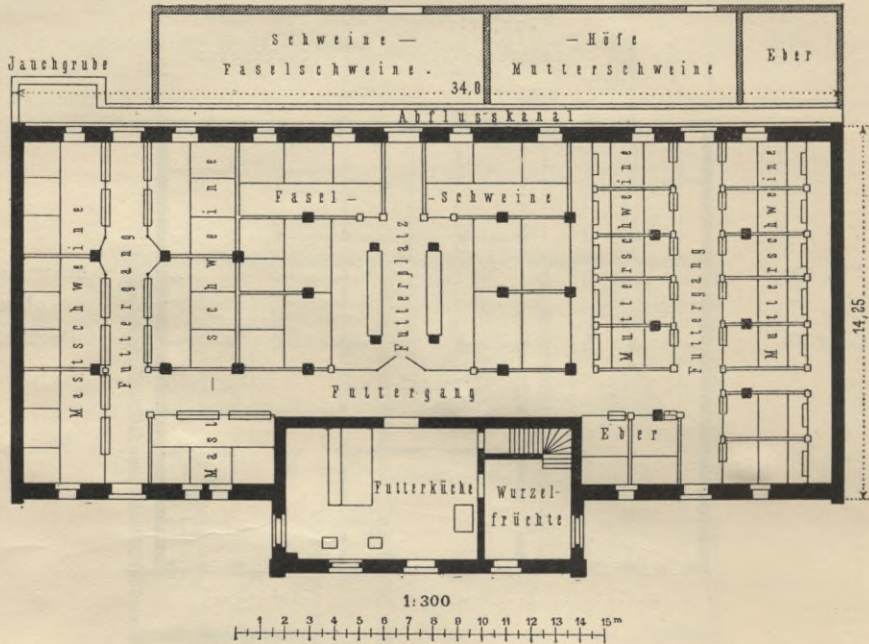 Schweine — — Höfe
Jauchgrube Faselschweine. Mutterschweine Eber
34,0
Abflusskanal
Mastschweine
Futtergang
Mast — schweine
Fasel — — Schweine
Futterplatz
Mutterschweine
Futtergang
Mutterschweine
14,25
Futtergang
Eber
Futterküche
Wurzel-
früchte
1:300
1 2 3 4 5 6 7 8 9 10 11 12 13 14 15 m